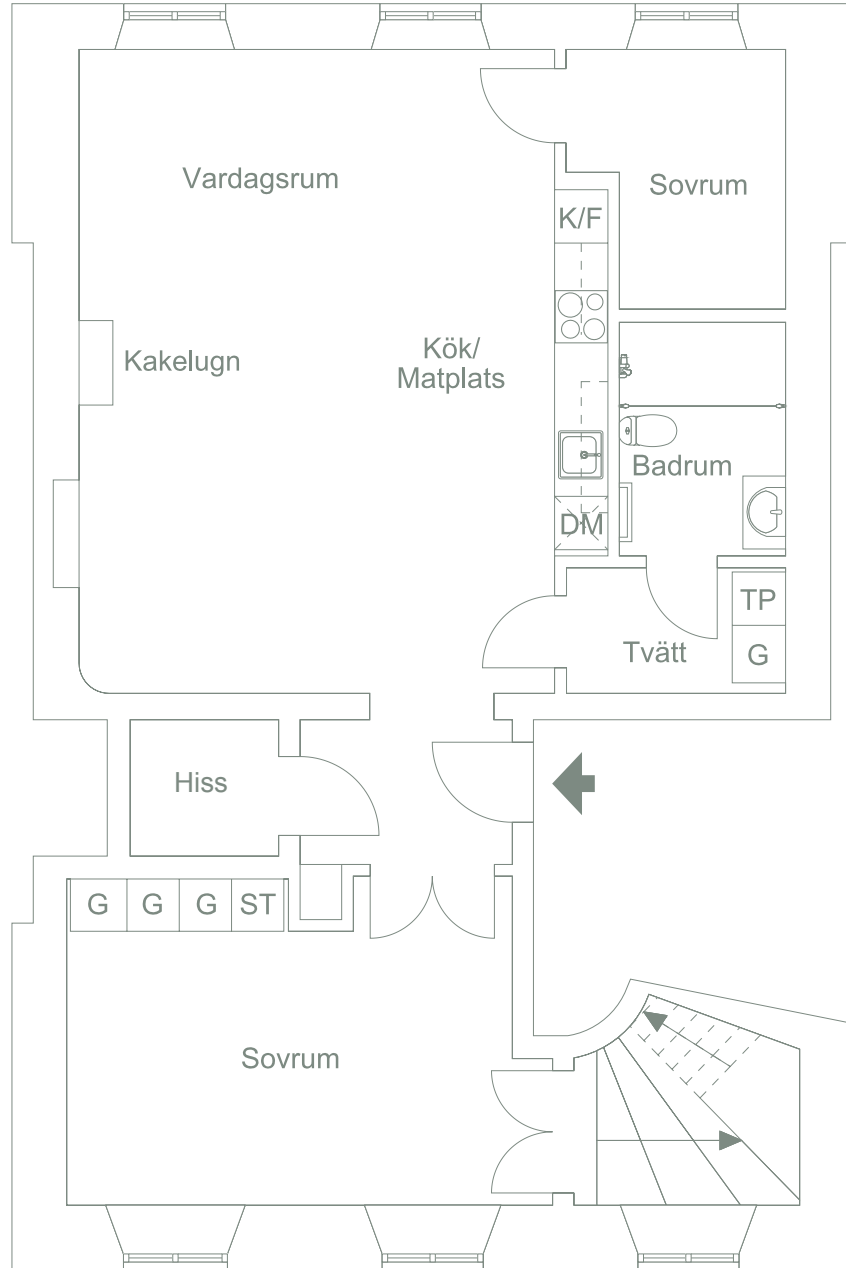 Vardagsrum
Sovrum
K/F
Kakelugn
Kök/
Matplats
Badrum
DM
TP
Tvätt
G
Hiss
G
G
G
ST
Sovrum